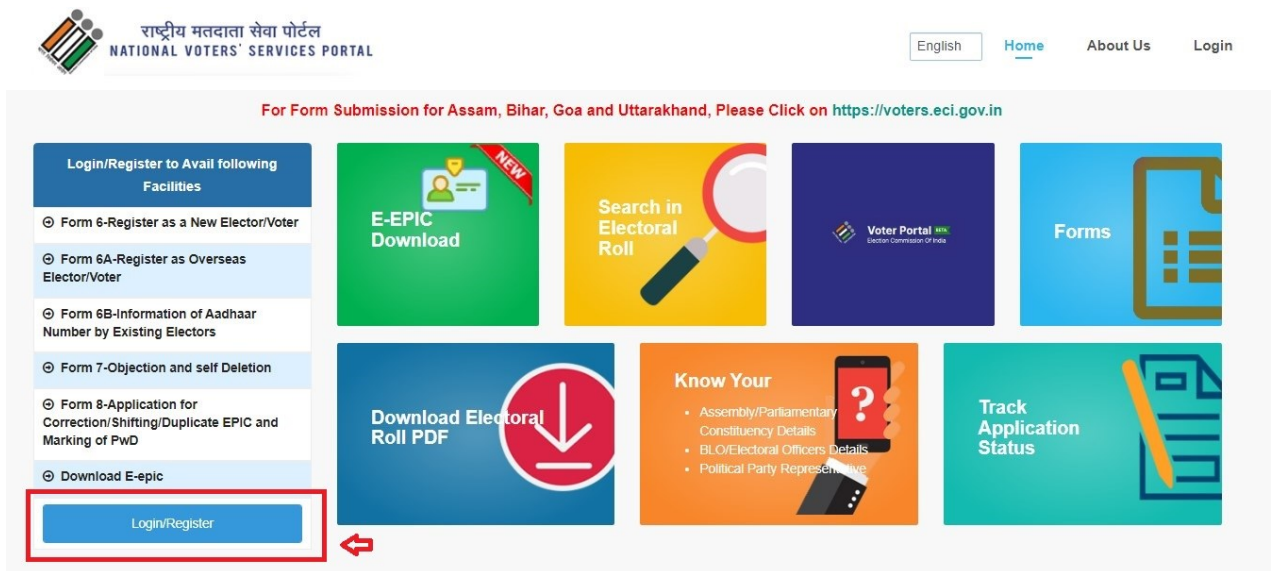 राष्ट्रीय मतदाता सेवा पोर्टल
NATIONAL VOTERS' SERVICES PORTAL
English
Home
About Us
Login
For Form Submission for Assam, Bihar, Goa and Uttarakhand, Please Click on https://voters.eci.gov.in
Login/Register to Avail following
Facilities
Form 6-Register as a New Elector/Voter
Form 6A-Register as Overseas
Elector/Voter
Form 6B-Information of Aadhaar
Number by Existing Electors
Form 7-Objection and self Deletion
Form 8-Application for
Correction/Shifting/Duplicate EPIC and
Marking of PwD
Download E-epic
Login/Register
NEW
E-EPIC
Download
Search in
Electoral
Roll
Voter Portal BETA
Election Commission Of India
Forms
Download Electoral
Roll PDF
Know Your
Assembly/Parliamentary
Constituency Details
BLO/Electoral Officers Details
Political Party Representative
?
Track
Application
Status